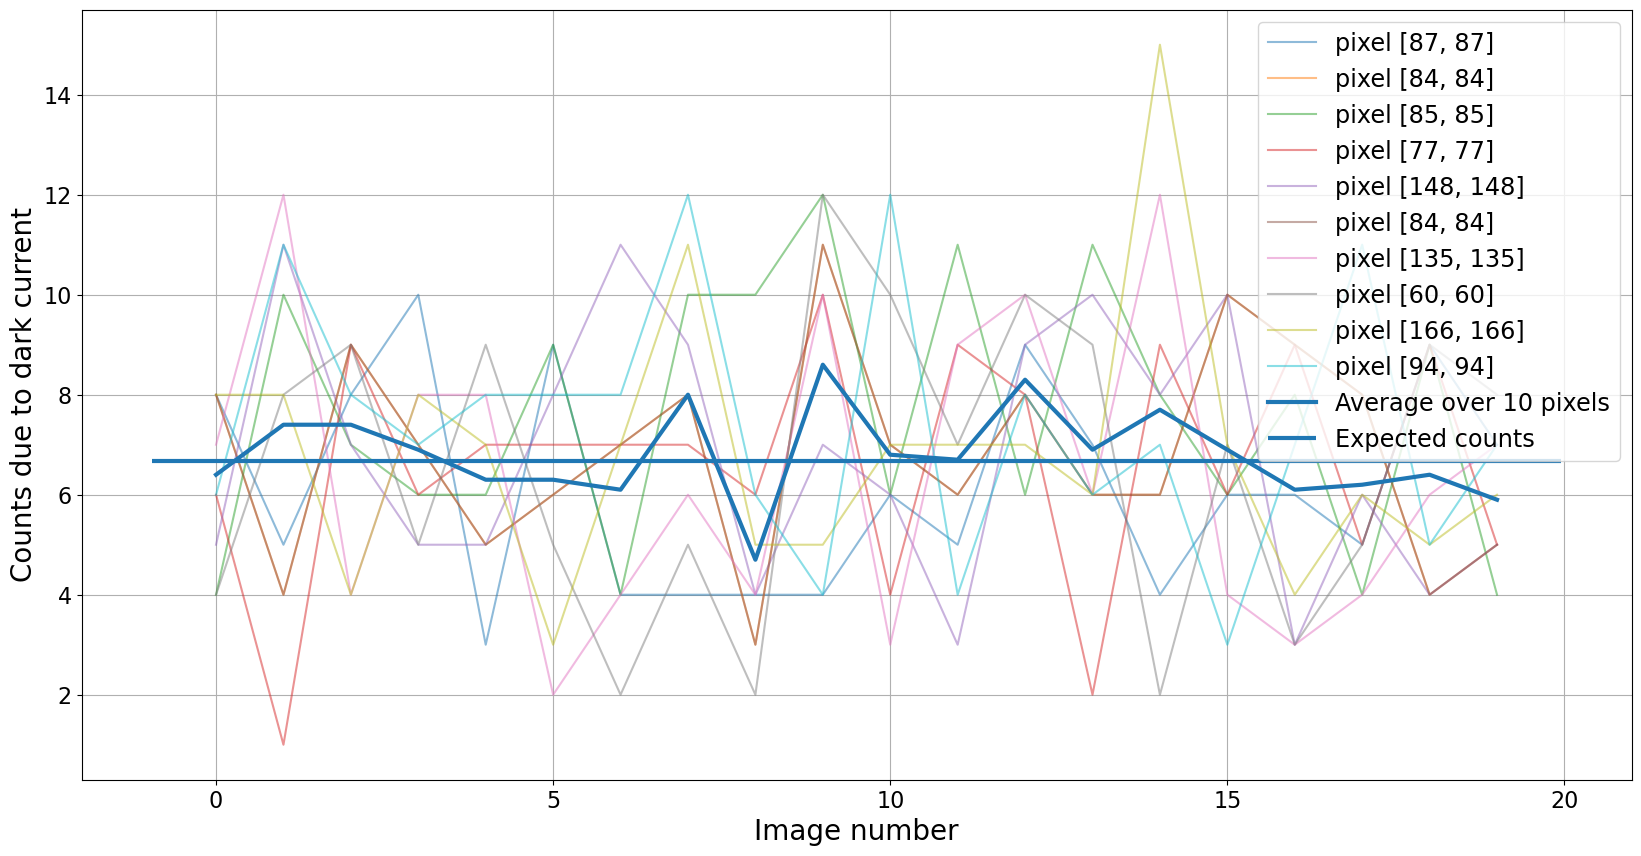 Counts due to dark current
14
12
10
8
6
4
2
0 5 10 15 20
Image number
pixel [87, 87]
pixel [84, 84]
pixel [85, 85]
pixel [77, 77]
pixel [148, 148]
pixel [84, 84]
pixel [135, 135]
pixel [60, 60]
pixel [166, 166]
pixel [94, 94]
Average over 10 pixels
Expected counts